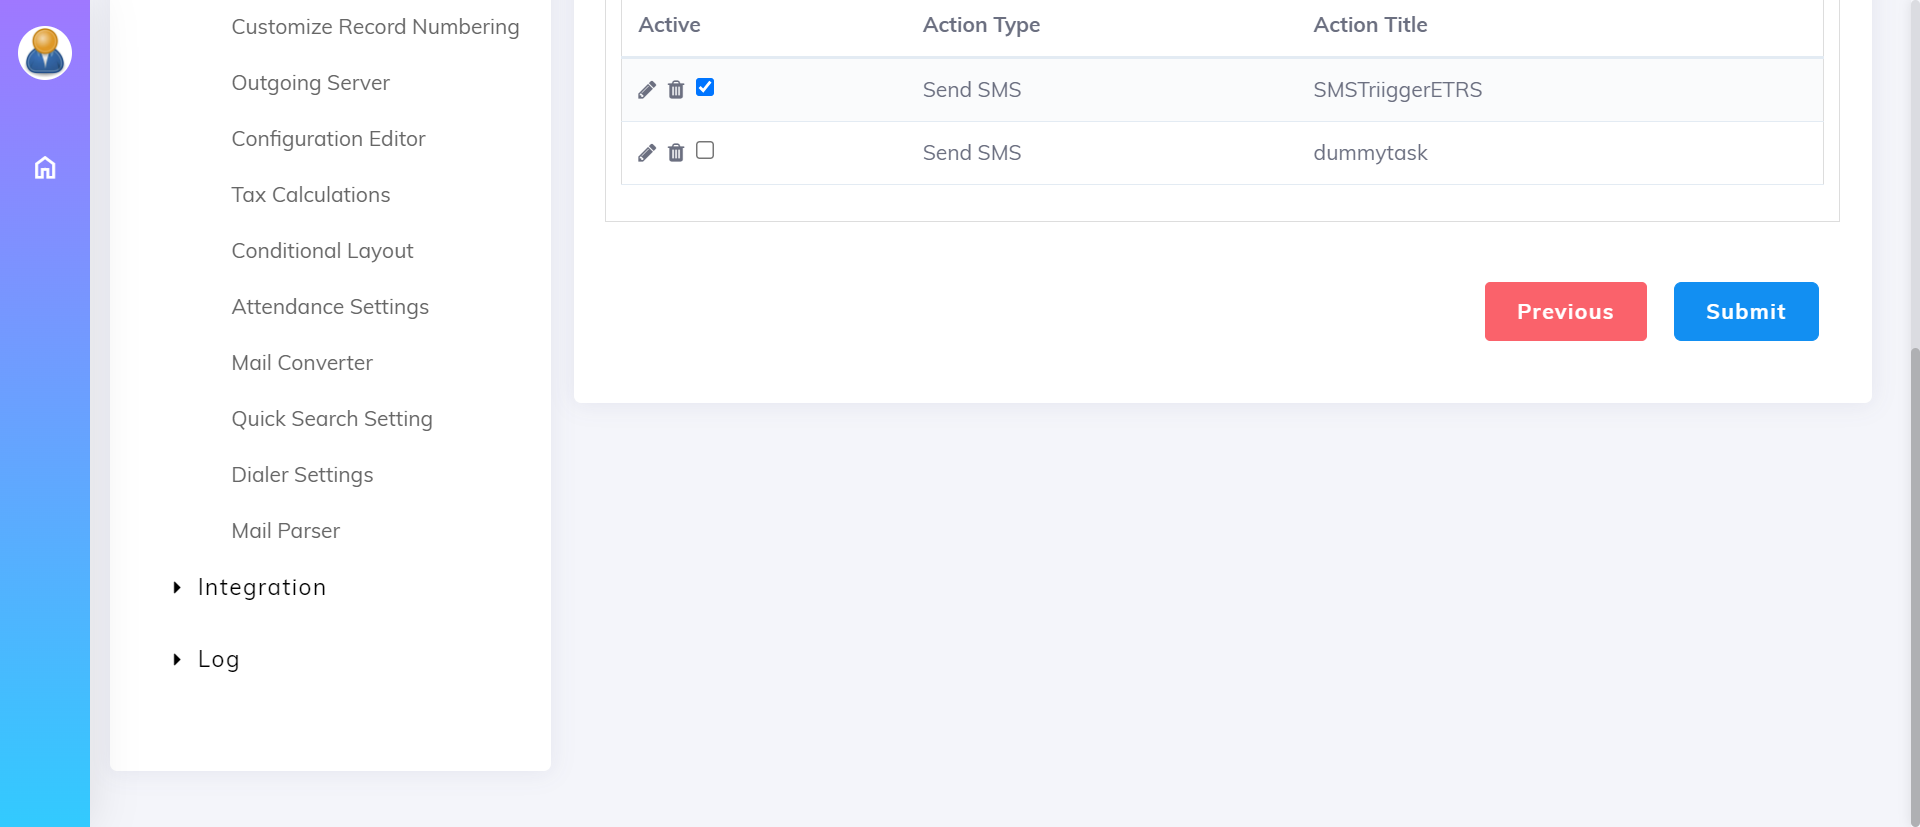 Customize Record Numbering
Outgoing Server
Configuration Editor
Tax Calculations
Conditional Layout
Attendance Settings
Mail Converter
Quick Search Setting
Dialer Settings
Mail Parser
Integration
Log
Active Action Type Action Title
Send SMS SMSTriiggerETRS
Send SMS dummytask
Previous Submit